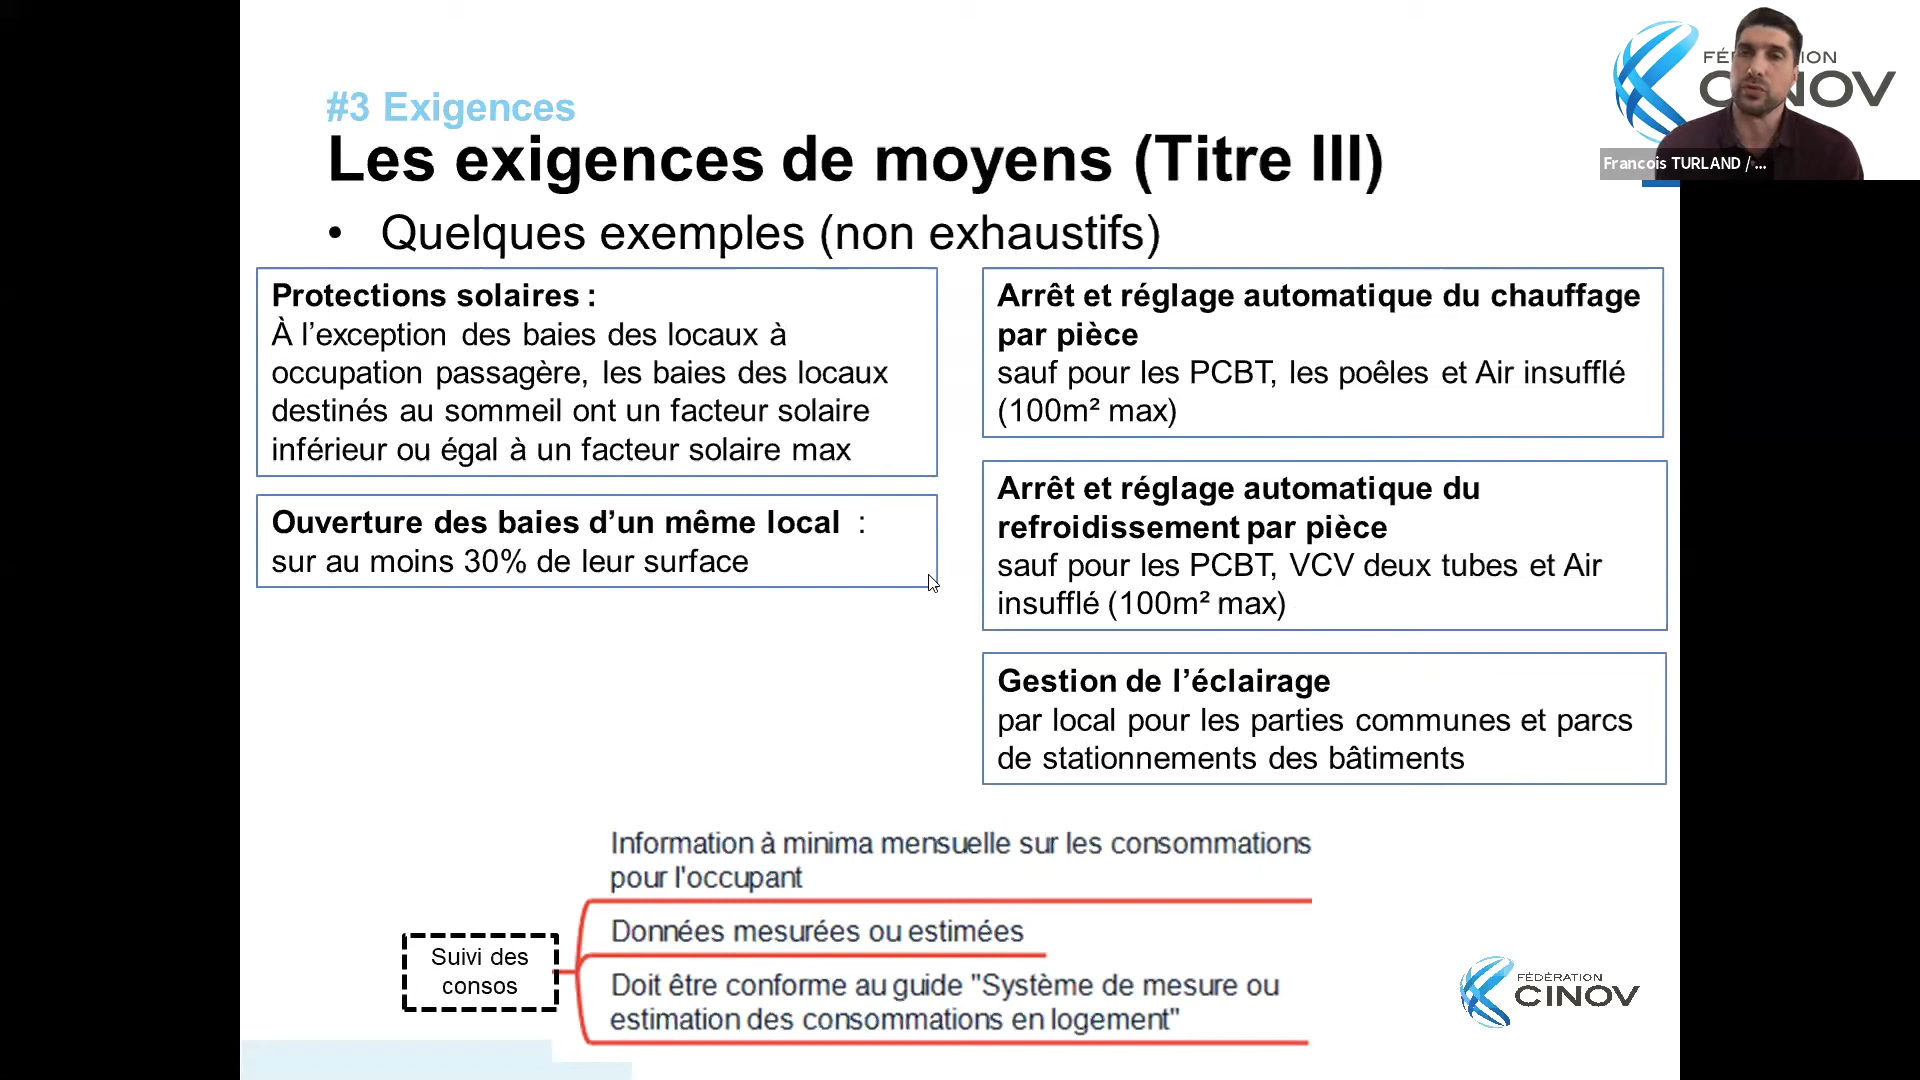 #3 Exigences
Les exigences de moyens (Titre III)
• Quelques exemples (non exhaustifs)
Protections solaires :
À l’exception des baies des locaux à
occupation passagère, les baies des locaux
destinés au sommeil ont un facteur solaire
inférieur ou égal à un facteur solaire max
Ouverture des baies d’un même local :
sur au moins 30% de leur surface
Arrêt et réglage automatique du chauffage
par pièce
sauf pour les PCBT, les poêles et Air insufflé
(100m² max)
Arrêt et réglage automatique du
refroidissement par pièce
sauf pour les PCBT, VCV deux tubes et Air
insufflé (100m² max)
Gestion de l’éclairage
par local pour les parties communes et parcs
de stationnements des bâtiments
Suivi des
consos
Information à minima mensuelle sur les consommations
pour l'occupant
Données mesurées ou estimées
Doit être conforme au guide "Système de mesure ou
estimation des consommations en logement"
FÉDÉRATION
CINOV
Francois TURLAND / ...